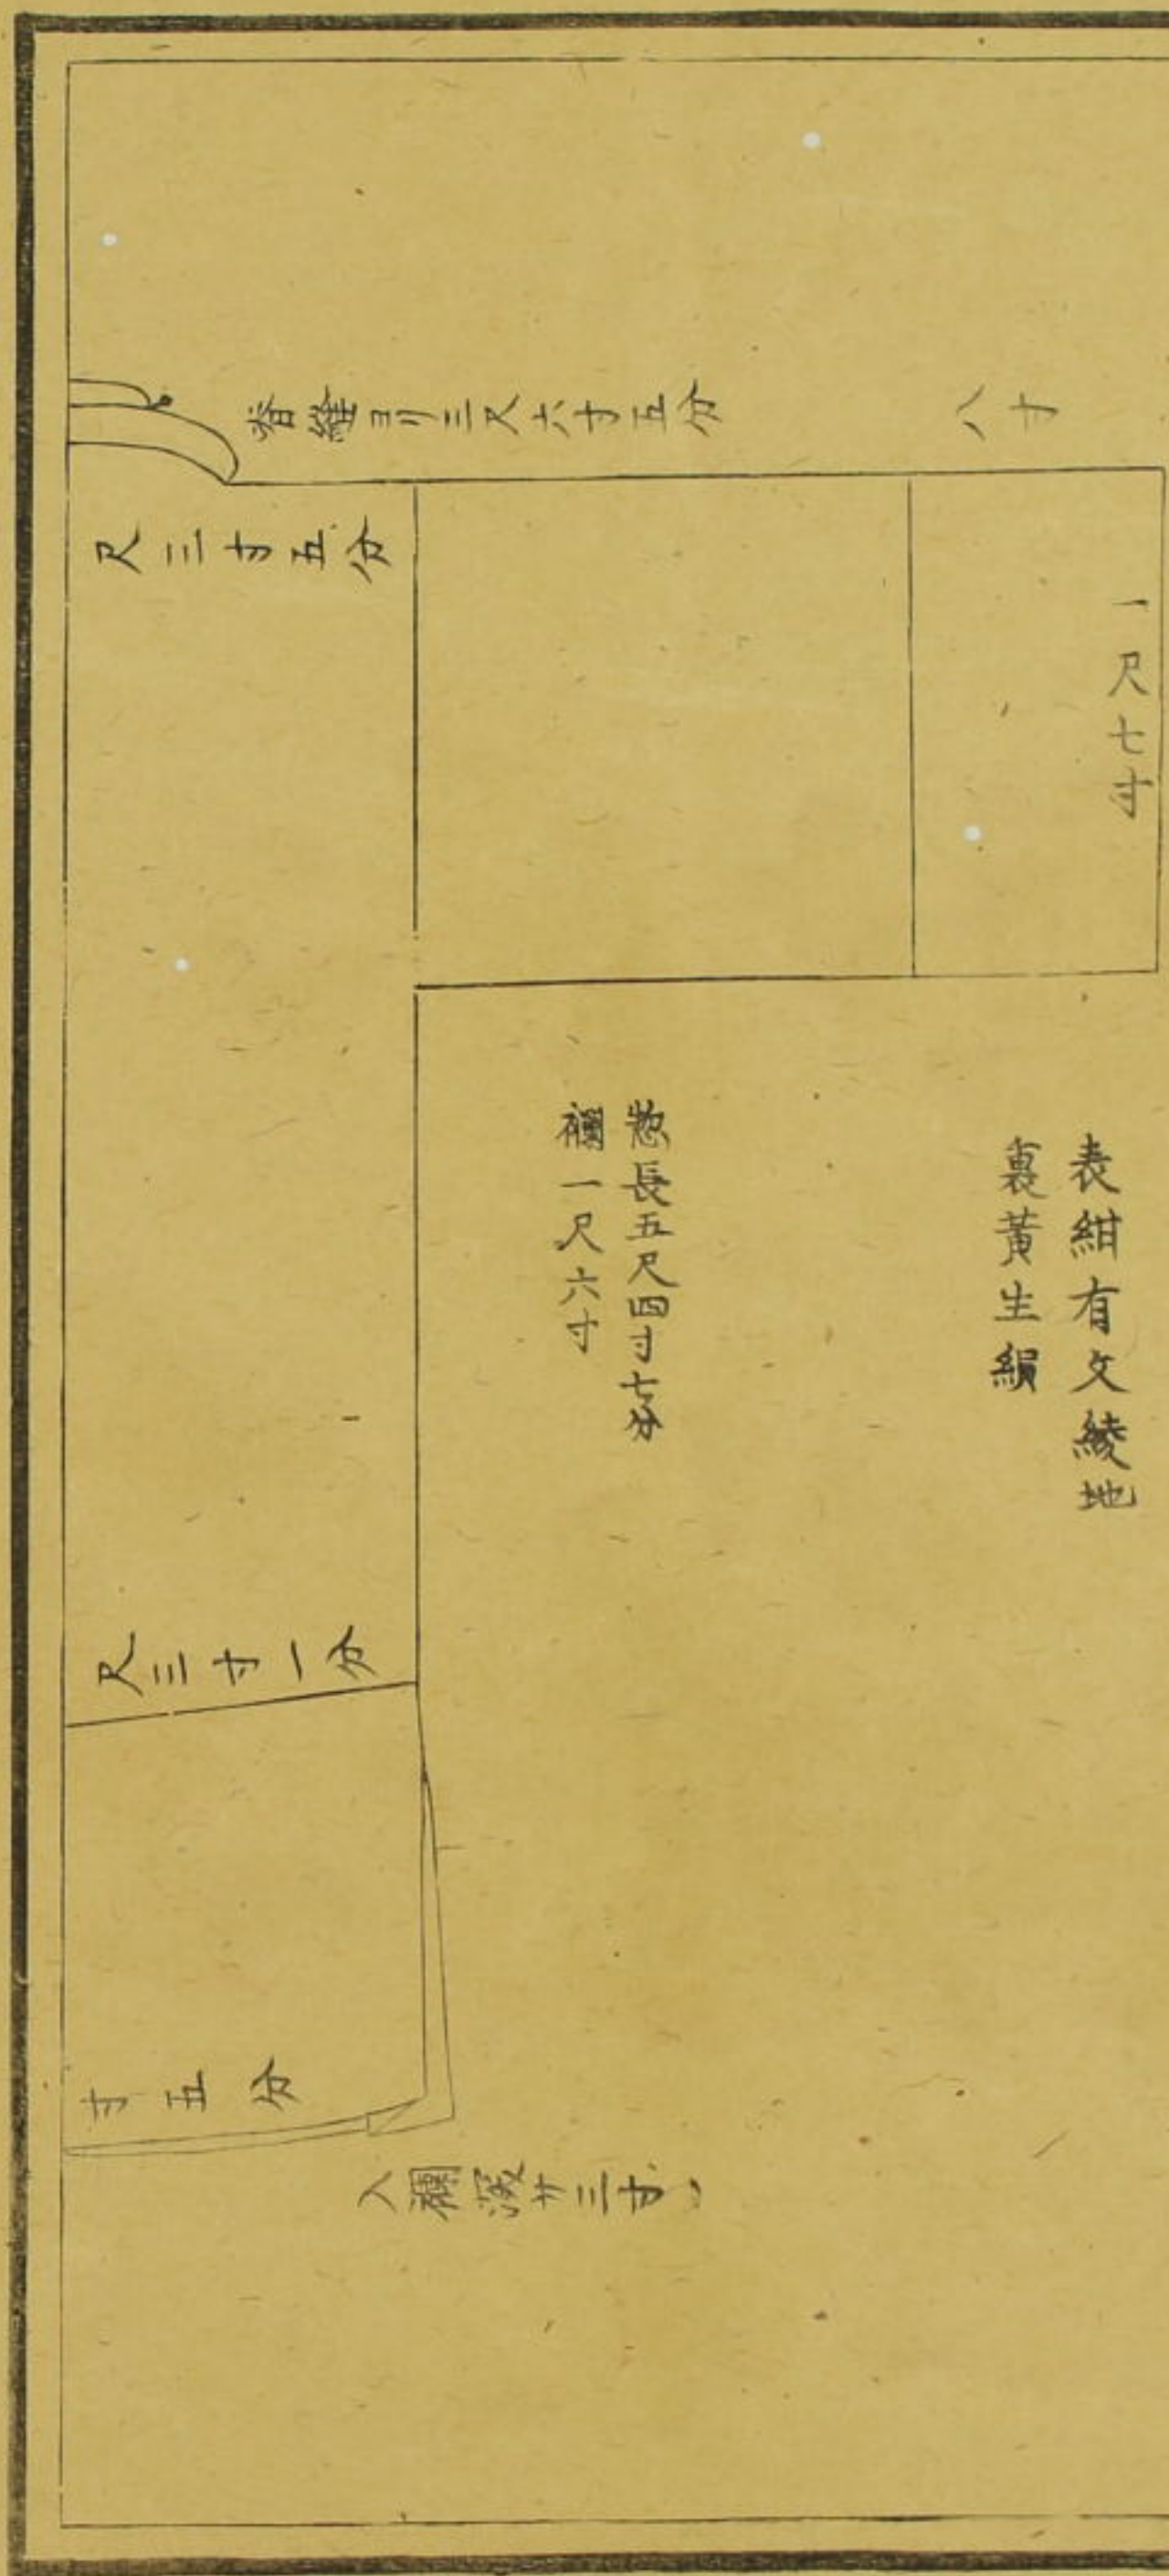 表紺有文綾地
裏黄生絹
一尺七寸
八寸
惣長五尺四寸七分
襴一尺六寸
背縫ヨリ三尺六寸五分
尺三寸五分
尺三寸一分
寸五分
入襴深サ三寸